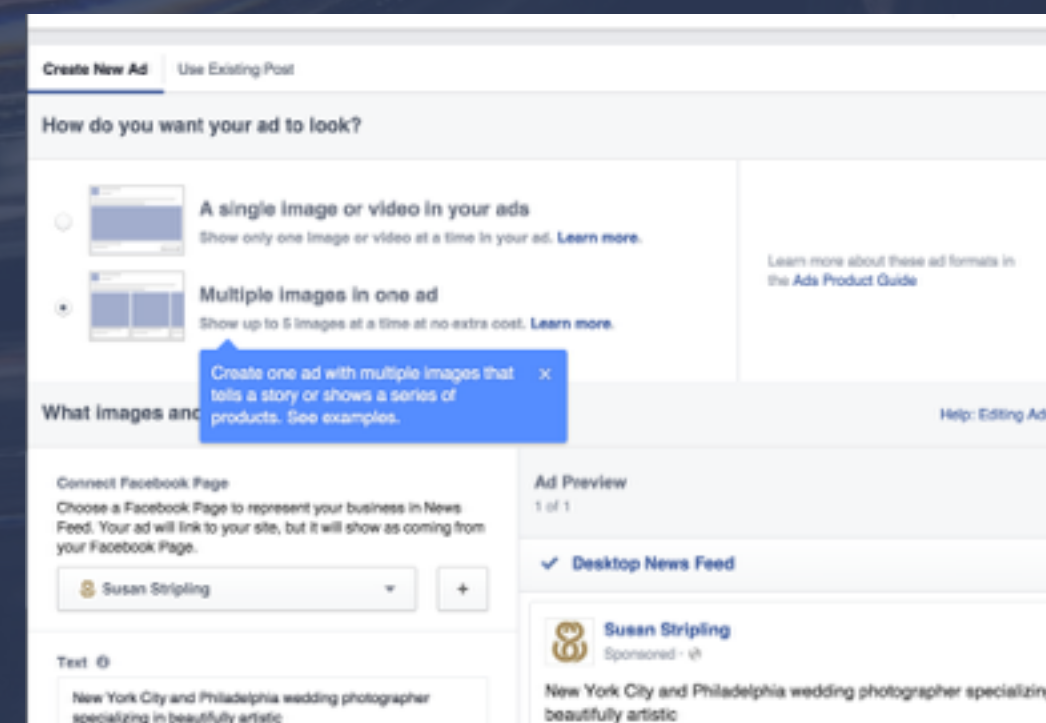 Create New Ad
Use Existing Post
How do you want your ad to look?
A single image or video in your ads
Show only one image or video at a time in your ad. Learn more.
Multiple images in one ad
Show up to 5 images at a time at no extra cost. Learn more.
Learn more about these ad formats in
the Ads Product Guide
Create one ad with multiple images that
tells a story or shows a series of
products. See examples.
What images and
Help: Editing Ad
Connect Facebook Page
Choose a Facebook Page to represent your business in News
Feed. Your ad will link to your site, but it will show as coming from
your Facebook Page.
Susan Stripling
+
Text
New York City and Philadelphia wedding photographer
specializing in beautifully artistic
Ad Preview
1 of 1
Desktop News Feed
Susan Stripling
Sponsored ·
New York City and Philadelphia wedding photographer specializing
beautifully artistic